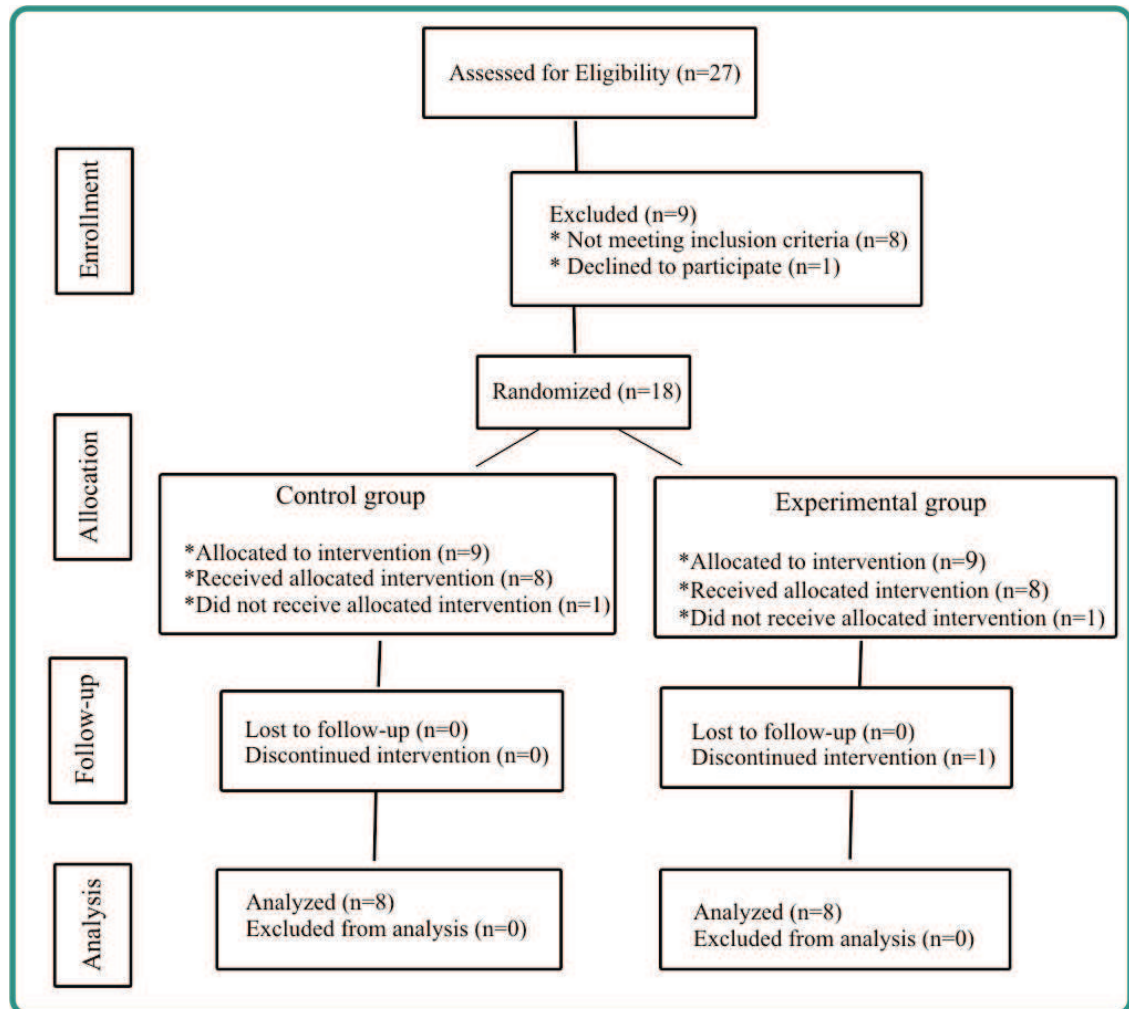 Assessed for Eligibility (n=27)
Enrollment
Excluded (n=9)
* Not meeting inclusion criteria (n=8)
* Declined to participate (n=1)
Randomized (n=18)
Allocation
Control group
*Allocated to intervention (n=9)
*Received allocated intervention (n=8)
*Did not receive allocated intervention (n=1)
Experimental group
*Allocated to intervention (n=9)
*Received allocated intervention (n=8)
*Did not receive allocated intervention (n=1)
Follow-up
Lost to follow-up (n=0)
Discontinued intervention (n=0)
Lost to follow-up (n=0)
Discontinued intervention (n=1)
Analysis
Analyzed (n=8)
Excluded from analysis (n=0)
Analyzed (n=8)
Excluded from analysis (n=0)